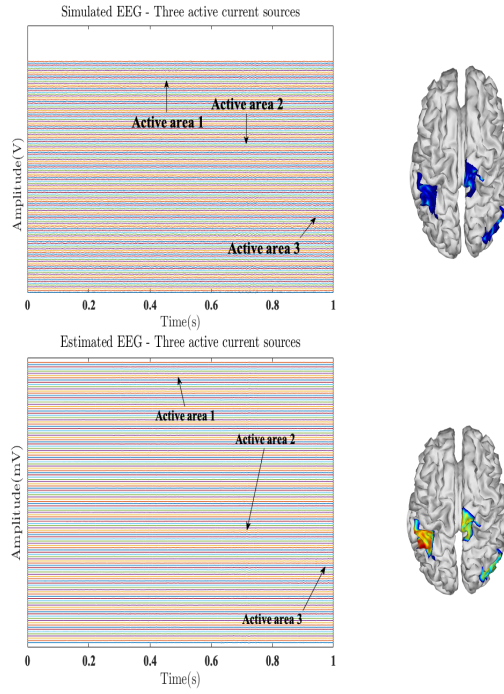 Simulated EEG - Three active current sources
Amplitude(V)
Active area 1
Active area 2
Active area 3
0 0.2 0.4 0.6 0.8 1
Time(s)
Estimated EEG - Three active current sources
Amplitude(mV)
Active area 1
Active area 2
Active area 3
0 0.2 0.4 0.6 0.8 1
Time(s)